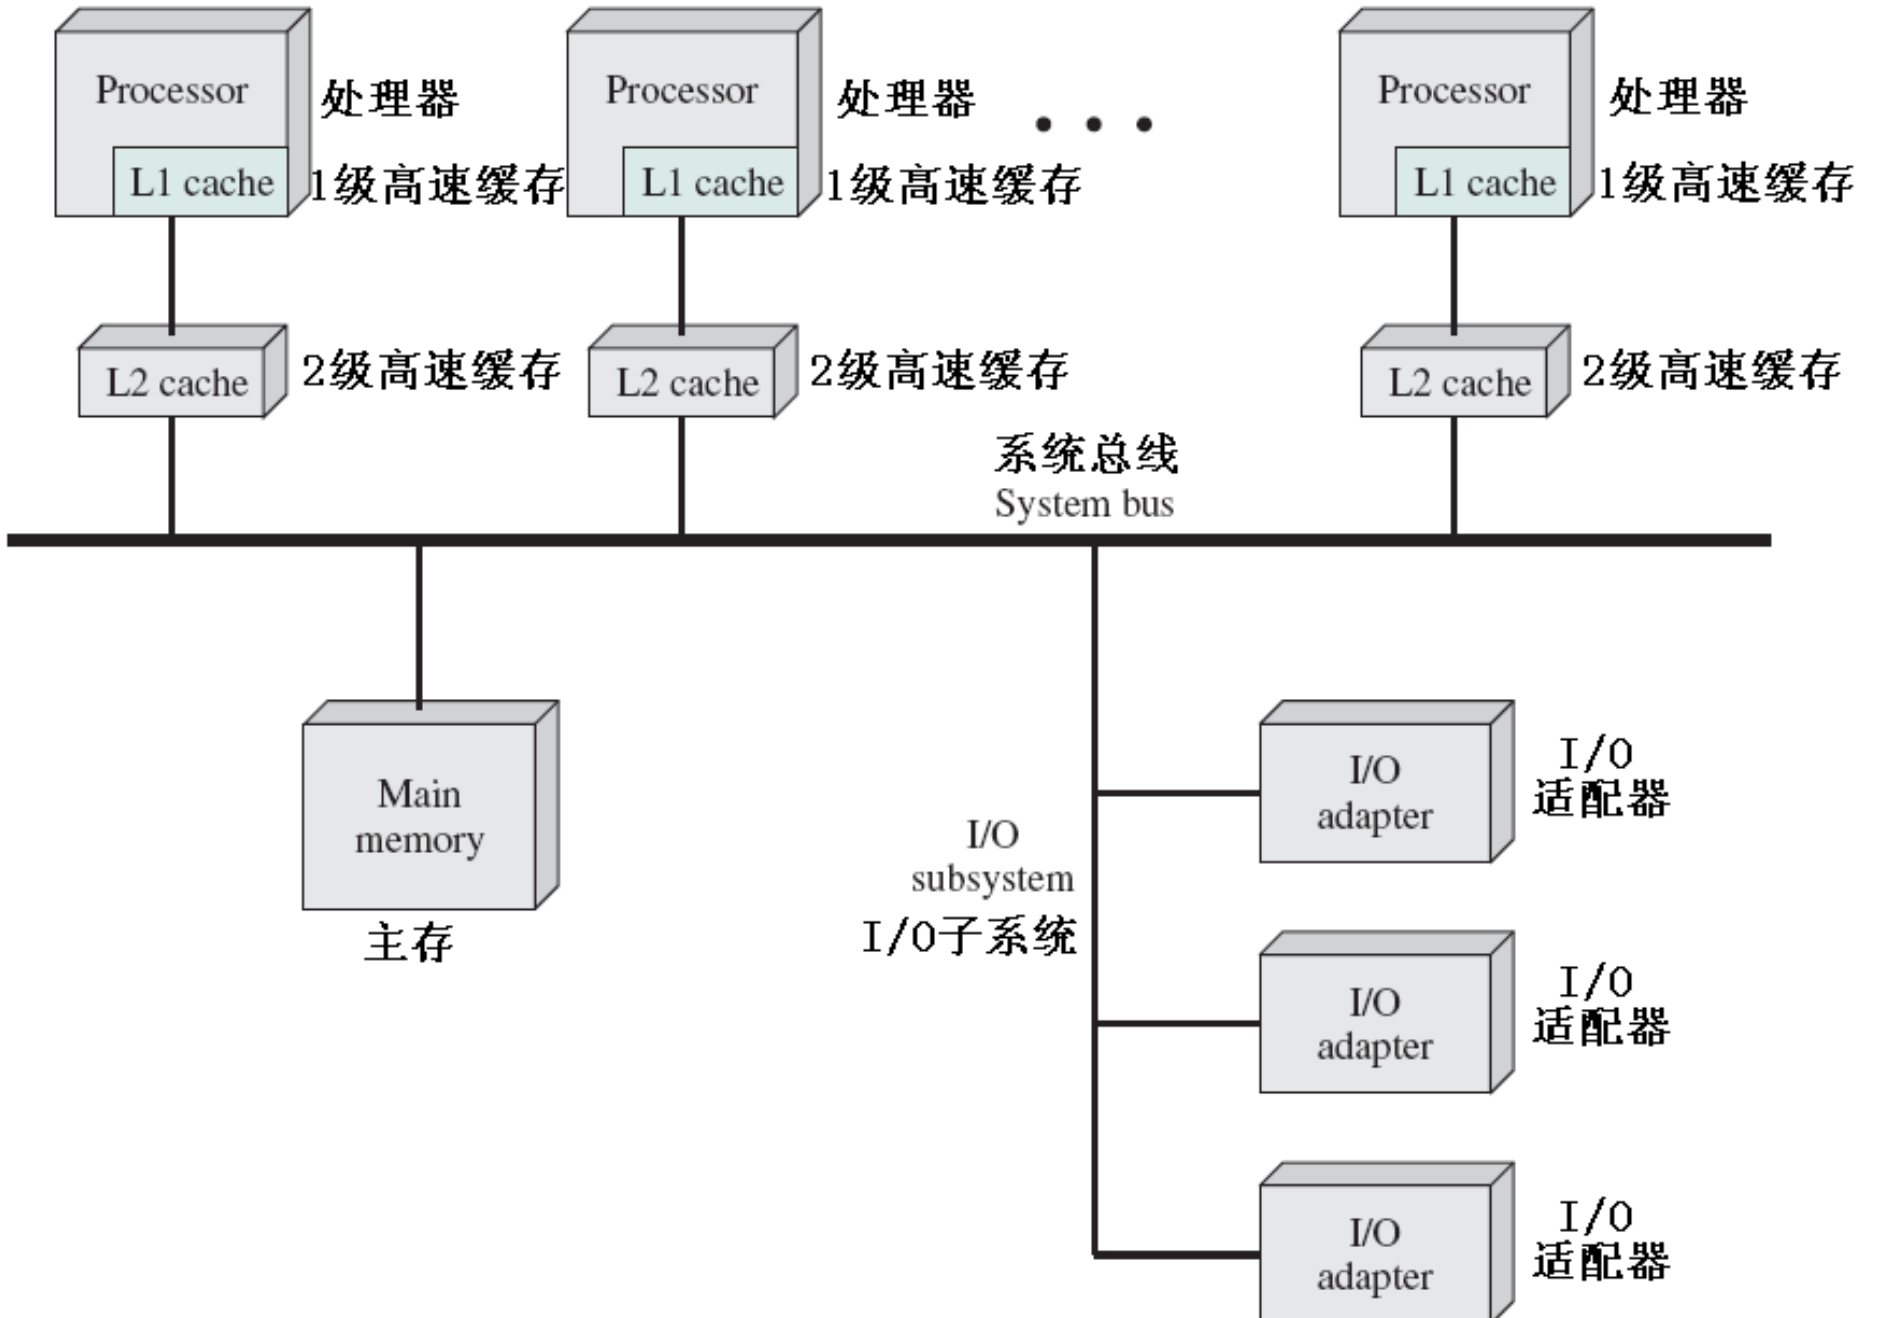 Processor
处理器
L1 cache
1级高速缓存
Processor
处理器
L1 cache
1级高速缓存
Processor
处理器
L1 cache
1级高速缓存
L2 cache
2级高速缓存
L2 cache
2级高速缓存
L2 cache
2级高速缓存
系统总线
System bus
Main
memory
主存
I/O
subsystem
I/O子系统
I/O
adapter
I/O
适配器
I/O
adapter
I/O
适配器
I/O
adapter
I/O
适配器